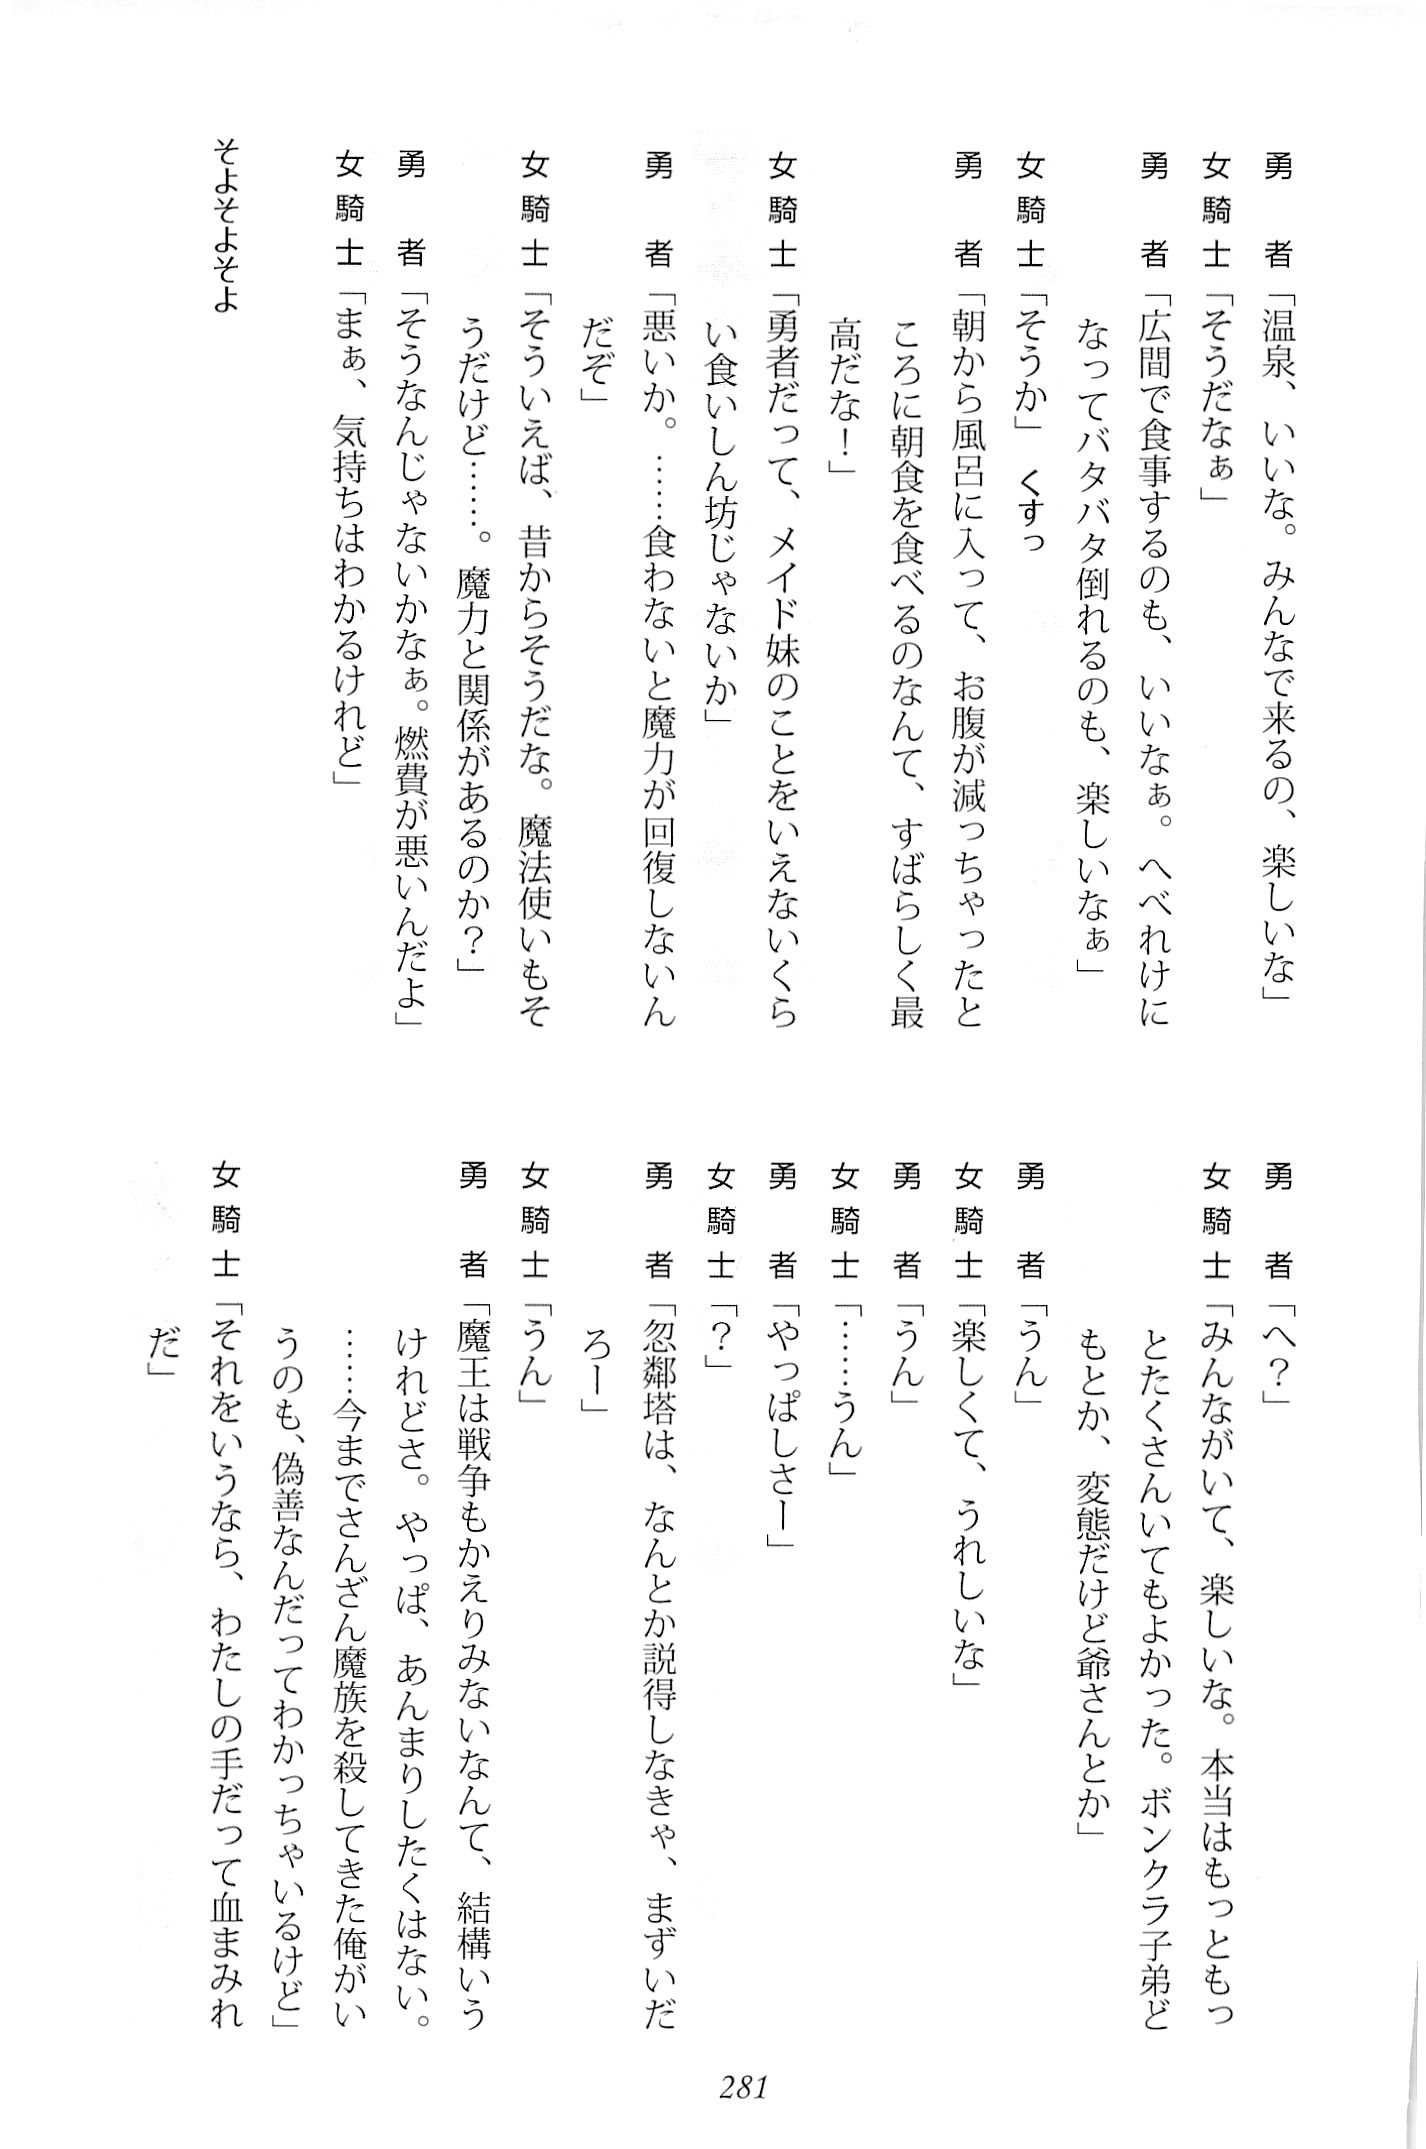 勇　者「温泉、いいな。みんなで来るの、楽しいな」
女騎士「そうだなぁ」
勇　者「広間で食事するのも、いいなぁ。へべれけに
なってバタバタ倒れるのも、楽しいなぁ」
女騎士「そうか」　くすっ
勇　者「朝から風呂に入って、お腹が減っちゃったと
ころに朝食を食べるのなんて、すばらしく最
高だな！」
女騎士「勇者だって、メイド妹のことをいえないくら
い食いしん坊じゃないか」
勇　者「悪いか。……食わないと魔力が回復しないん
だぞ」
女騎士「そういえば、昔からそうだな。魔法使いもそ
うだけど……。魔力と関係があるのか？」
勇　者「そうなんじゃないかなぁ。燃費が悪いんだよ」
女騎士「まぁ、気持ちはわかるけれど」
そよそよそよ
勇　者「へ？」
女騎士「みんながいて、楽しいな。本当はもっともっ
とたくさんいてもよかった。ボンクラ子弟ど
もとか、変態だけど爺さんとか」
勇　者「うん」
女騎士「楽しくて、うれしいな」
勇　者「うん」
女騎士「……うん」
勇　者「やっぱしさー」
女騎士「？」
勇　者「忽鄰塔は、なんとか説得しなきゃ、まずいだ
ろー」
女騎士「うん」
勇　者「魔王は戦争もかえりみないなんて、結構いう
けれどさ。やっぱ、あんまりしたくはない。
……今までさんざん魔族を殺してきた俺がい
うのも、偽善なんだってわかっちゃいるけど」
女騎士「それをいうなら、わたしの手だって血まみれ
だ」
281